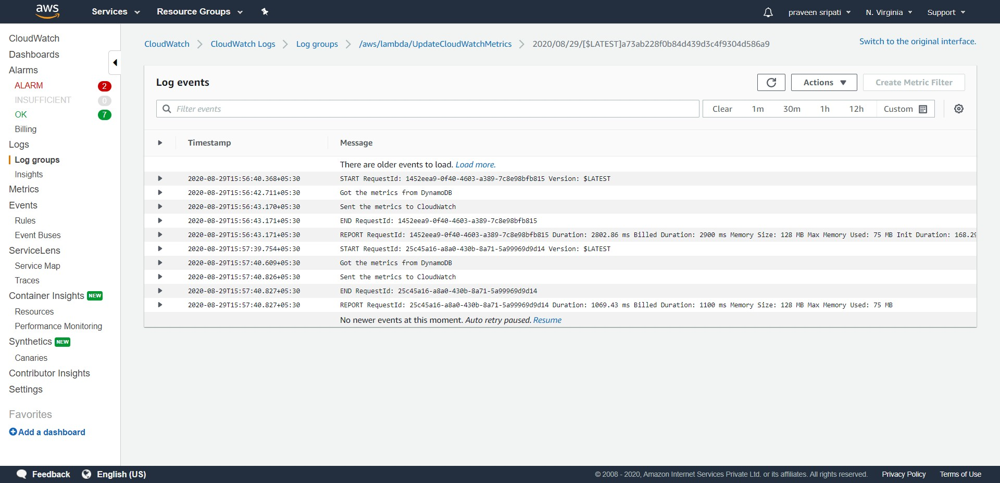 aws Services Resource Groups praveen sripati N. Virginia Support
CloudWatch
Dashboards
Alarms
ALARM 2
INSUFFICIENT 0
OK 7
Billing
Logs
Log groups
Insights
Metrics
Events
Rules
Event Buses
ServiceLens
Service Map
Traces
Container Insights NEW
Resources
Performance Monitoring
Synthetics NEW
Canaries
Contributor Insights
Settings
Favorites
Add a dashboard
CloudWatch CloudWatch Logs Log groups /aws/lambda/UpdateCloudWatchMetrics 2020/08/29/[$LATEST]a73ab228f0b84d439d3c4f9304d586a9
Switch to the original interface.
Log events Actions Create Metric Filter
Filter events Clear 1m 30m 1h 12h Custom
Timestamp Message
There are older events to load. Load more.
2020-08-29T15:56:40.368+05:30 START RequestId: 1452eea9-0f40-4603-a389-7c8e98bfb815 Version: $LATEST
2020-08-29T15:56:42.711+05:30 Got the metrics from DynamoDB
2020-08-29T15:56:43.170+05:30 Sent the metrics to CloudWatch
2020-08-29T15:56:43.171+05:30 END RequestId: 1452eea9-0f40-4603-a389-7c8e98bfb815
2020-08-29T15:56:43.171+05:30 REPORT RequestId: 1452eea9-0f40-4603-a389-7c8e98bfb815 Duration: 2802.86 ms Billed Duration: 2900 ms Memory Size: 128 MB Max Memory Used: 75 MB Init Duration: 168.29
2020-08-29T15:57:39.754+05:30 START RequestId: 25c45a16-a8a0-430b-8a71-5a99969d9d14 Version: $LATEST
2020-08-29T15:57:40.609+05:30 Got the metrics from DynamoDB
2020-08-29T15:57:40.826+05:30 Sent the metrics to CloudWatch
2020-08-29T15:57:40.827+05:30 END RequestId: 25c45a16-a8a0-430b-8a71-5a99969d9d14
2020-08-29T15:57:40.827+05:30 REPORT RequestId: 25c45a16-a8a0-430b-8a71-5a99969d9d14 Duration: 1069.43 ms Billed Duration: 1100 ms Memory Size: 128 MB Max Memory Used: 75 MB
No newer events at this moment. Auto retry paused. Resume
Feedback English (US) © 2008 - 2020, Amazon Internet Services Private Ltd. or its affiliates. All rights reserved. Privacy Policy Terms of Use